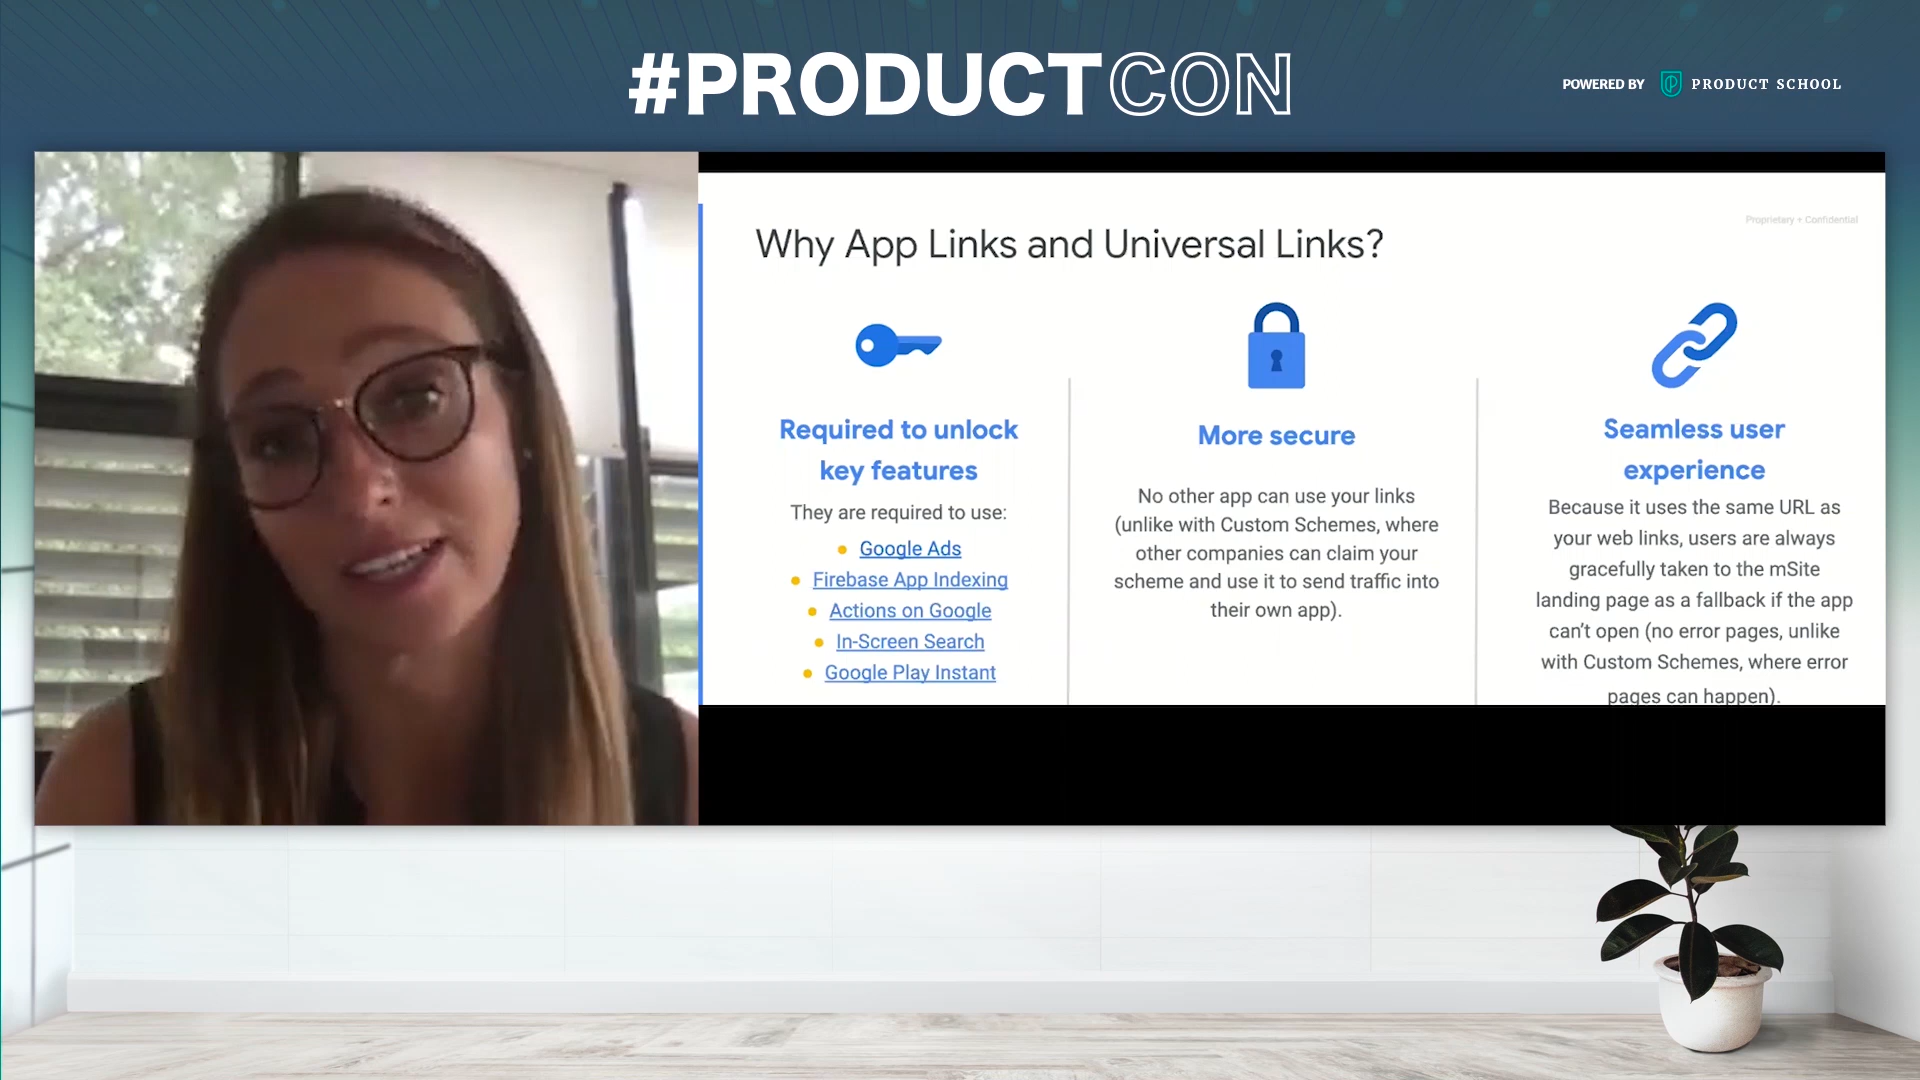 #PRODUCTCON
POWERED BY PRODUCT SCHOOL
Proprietary + Confidential
Why App Links and Universal Links?
Required to unlock
key features
They are required to use:
Google Ads
Firebase App Indexing
Actions on Google
In-Screen Search
Google Play Instant
More secure
No other app can use your links
(unlike with Custom Schemes, where
other companies can claim your
scheme and use it to send traffic into
their own app).
Seamless user
experience
Because it uses the same URL as
your web links, users are always
gracefully taken to the mSite
landing page as a fallback if the app
can't open (no error pages, unlike
with Custom Schemes, where error
pages can happen).